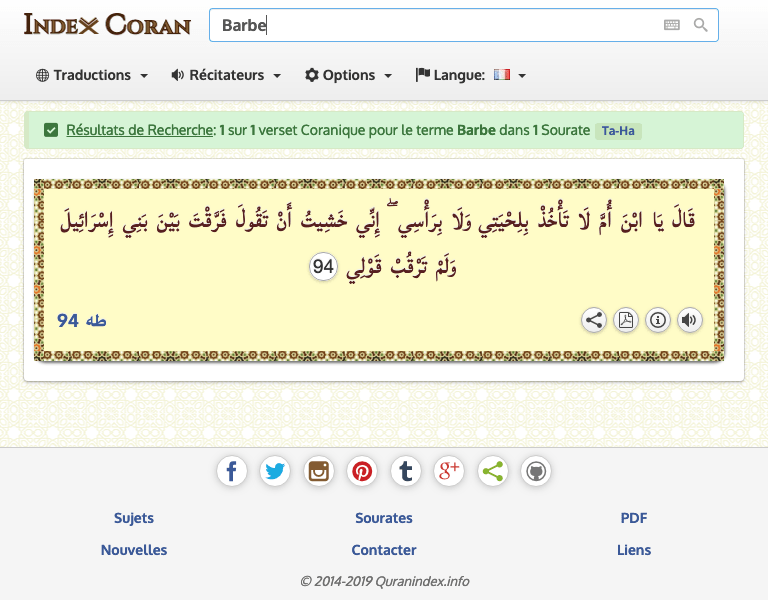 Index Coran
Barbe
Traductions Récitateurs Options Langue:
Résultats de Recherche: 1 sur 1 verset Coranique pour le terme Barbe dans 1 Sourate Ta-Ha
قَالَ يَا ابْنَ أُمَّ لَا تَأْخُذْ بِلِحْيَتِي وَلَا بِرَأْسِي ۖ إِنِّي خَشِيتُ أَنْ تَقُولَ فَرَّقْتَ بَيْنَ بَنِي إِسْرَائِيلَ
وَلَمْ تَرْقُبْ قَوْلِي 94
طه 94
Sujets Sourates PDF
Nouvelles Contacter Liens
© 2014-2019 Quranindex.info